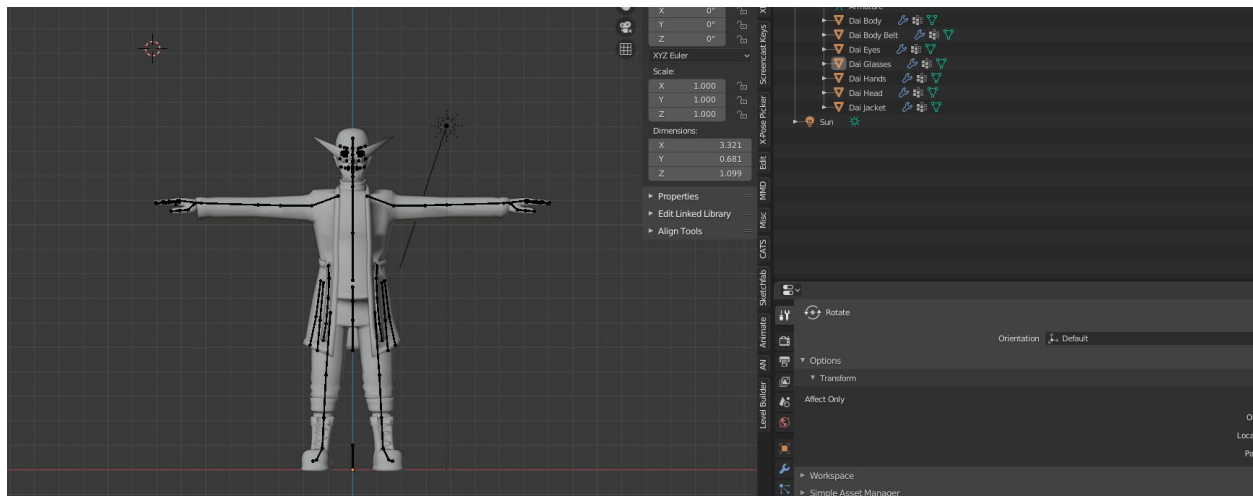 X 0°
Y 0°
Z 0°
XYZ Euler
Scale:
X 1.000
Y 1.000
Z 1.000
Dimensions:
X 3.321
Y 0.681
Z 1.099
Properties
Edit Linked Library
Align Tools
Screencast Keys
X-Pose Picker
Edit
MMD
Misc
CATS
Sketchfab
Animate
AN
Level Builder
Armature
Dai Body
Dai Body Belt
Dai Eyes
Dai Glasses
Dai Hands
Dai Head
Dai Jacket
Sun
Rotate
Orientation Default
Options
Transform
Affect Only
O
Loca
Pa
Workspace
Simple Asset Manager